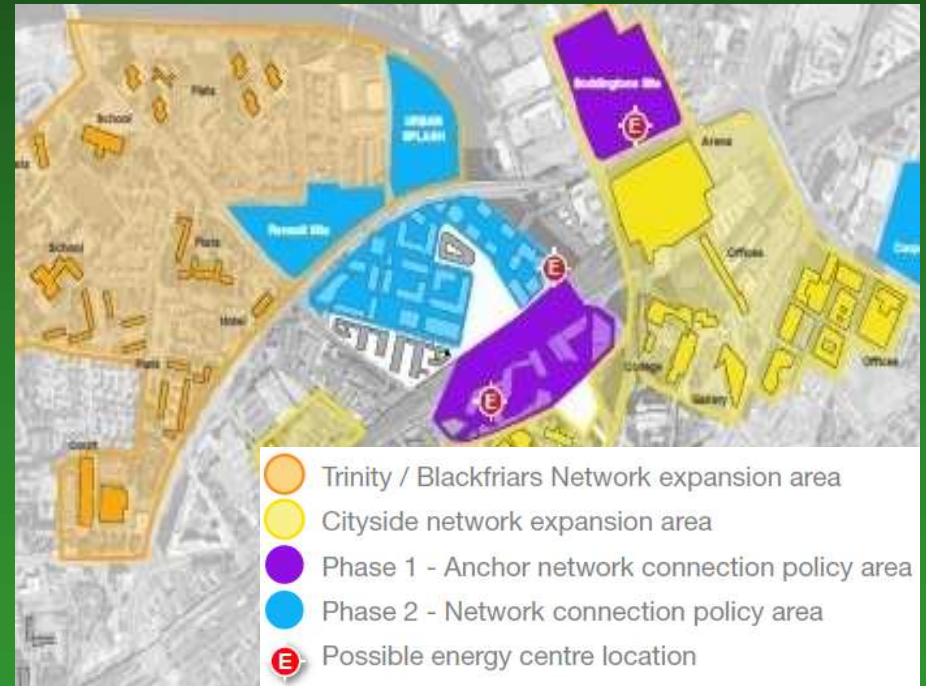 Boddingtons Site
Flats
School
URBAN
SPLASH
E
Arena
School
Flats
Renault Site
Offices
E
Hotel
Flats
College
Offices
Gallery
E
Court
Trinity / Blackfriars Network expansion area
Cityside network expansion area
Phase 1 - Anchor network connection policy area
Phase 2 - Network connection policy area
E Possible energy centre location